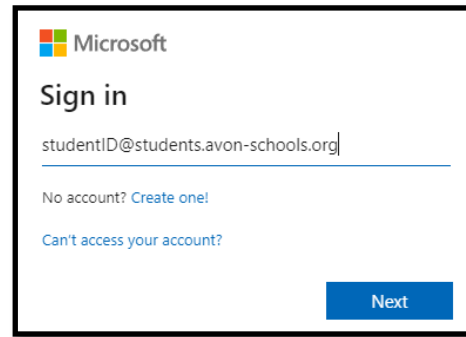 Microsoft
Sign in
studentID@students.avon-schools.org
No account? Create one!
Can't access your account?
Next